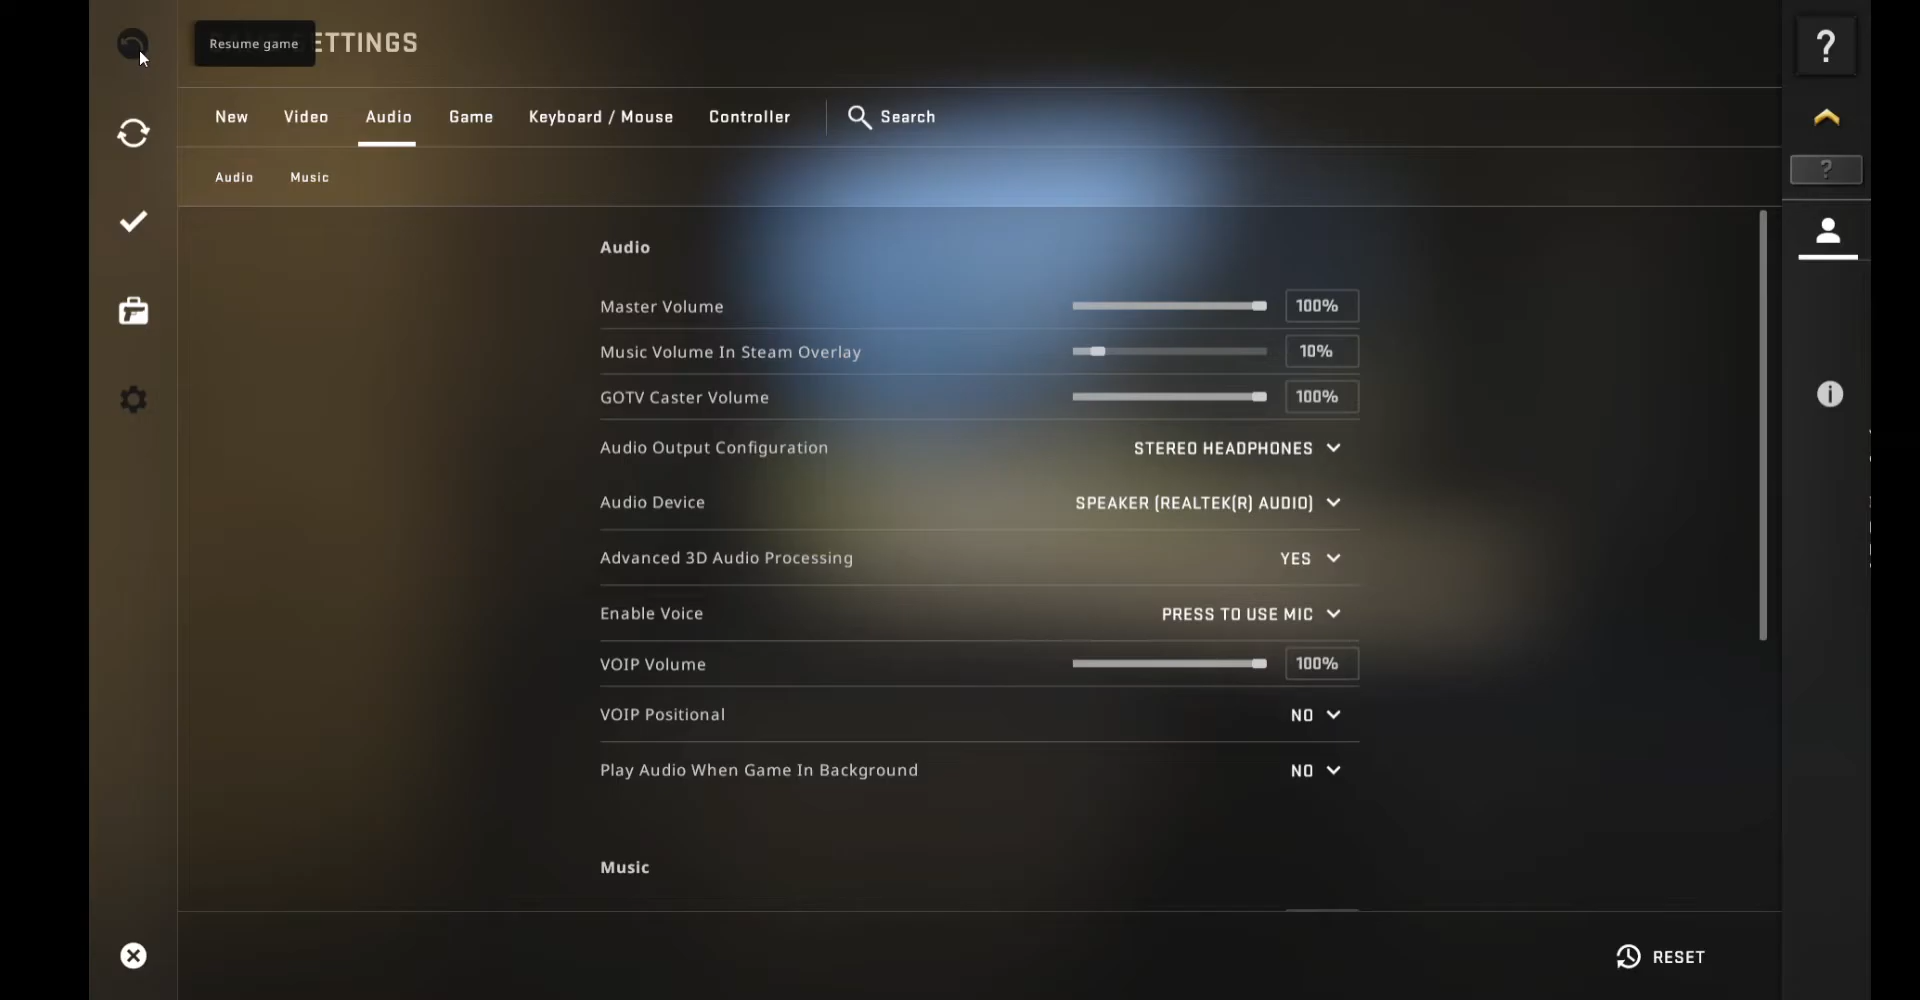 Resume game
ETTINGS
New Video Audio Game Keyboard / Mouse Controller Search
Audio Music
Audio
Master Volume 100%
Music Volume In Steam Overlay 10%
GOTV Caster Volume 100%
Audio Output Configuration STEREO HEADPHONES
Audio Device SPEAKER (REALTEK(R) AUDIO)
Advanced 3D Audio Processing YES
Enable Voice PRESS TO USE MIC
VOIP Volume 100%
VOIP Positional NO
Play Audio When Game In Background NO
Music
RESET
?
?